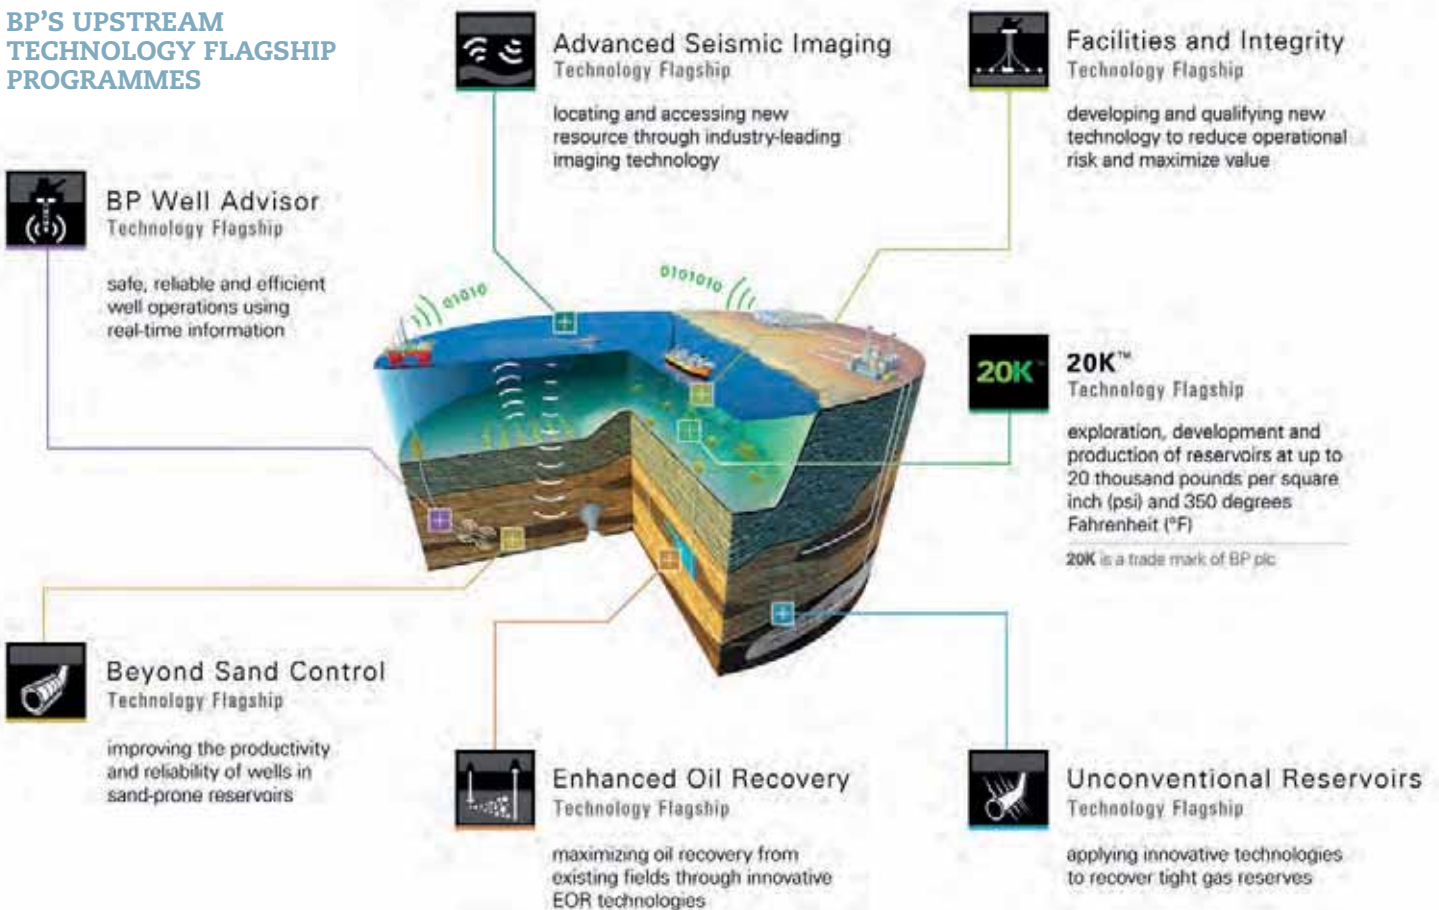 BP'S UPSTREAM
TECHNOLOGY FLAGSHIP
PROGRAMMES
Advanced Seismic Imaging
Technology Flagship
locating and accessing new
resource through industry-leading
imaging technology
Facilities and Integrity
Technology Flagship
developing and qualifying new
technology to reduce operational
risk and maximize value
BP Well Advisor
Technology Flagship
safe, reliable and efficient
well operations using
real-time information
01010
0101010
20K™
20K™
Technology Flagship
exploration, development and
production of reservoirs at up to
20 thousand pounds per square
inch (psi) and 350 degrees
Fahrenheit (°F)
20K is a trade mark of BP plc
Beyond Sand Control
Technology Flagship
improving the productivity
and reliability of wells in
sand-prone reservoirs
Enhanced Oil Recovery
Technology Flagship
maximizing oil recovery from
existing fields through innovative
EOR technologies
Unconventional Reservoirs
Technology Flagship
applying innovative technologies
to recover tight gas reserves